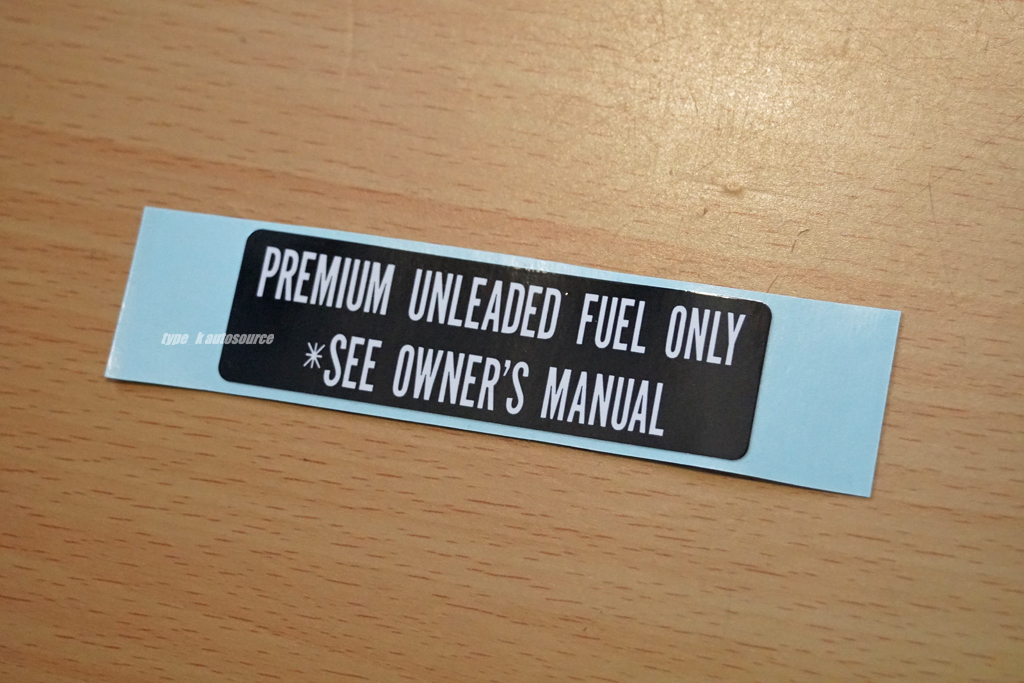 PREMIUM UNLEADED FUEL ONLY
*SEE OWNER'S MANUAL
type k autosource